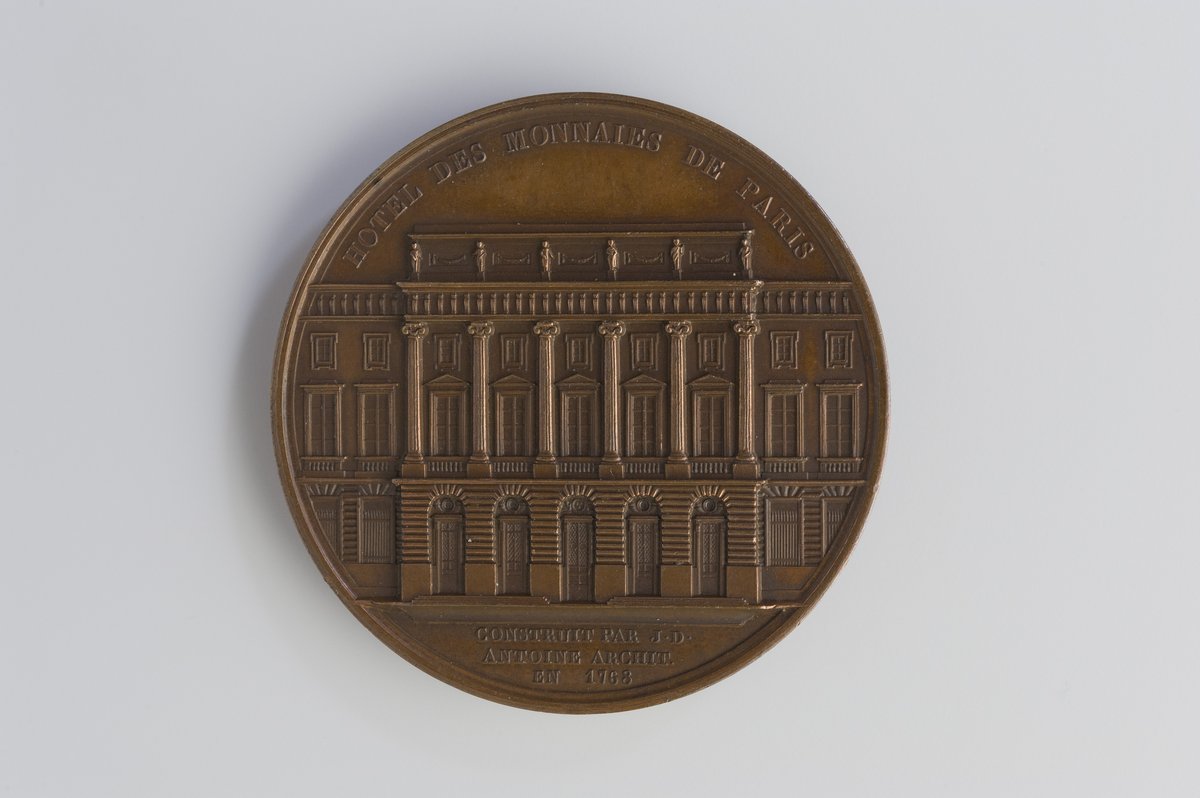 HOTEL DES MONNAIES DE PARIS
CONSTRUIT PAR J·D·
ANTOINE ARCHIT.
EN 1768